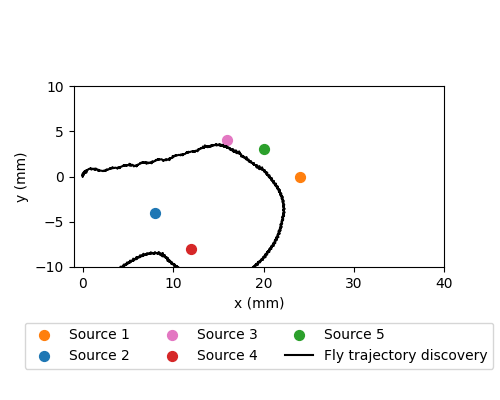 10
5
0
−5
−10
y (mm)
0 10 20 30 40
x (mm)
Source 1 Source 3 Source 5
Source 2 Source 4 Fly trajectory discovery